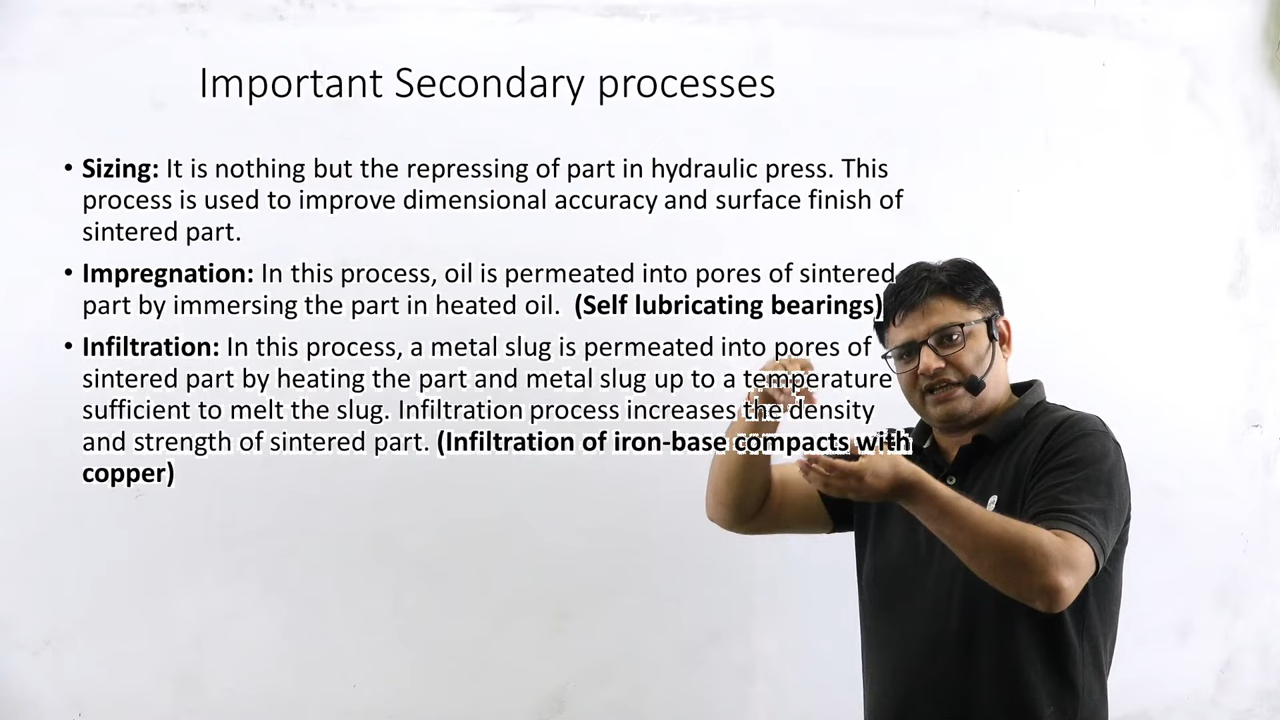 Important Secondary processes
• Sizing: It is nothing but the repressing of part in hydraulic press. This
process is used to improve dimensional accuracy and surface finish of
sintered part.
• Impregnation: In this process, oil is permeated into pores of sintered
part by immersing the part in heated oil. (Self lubricating bearings)
• Infiltration: In this process, a metal slug is permeated into pores of
sintered part by heating the part and metal slug up to a temperature
sufficient to melt the slug. Infiltration process increases the density
and strength of sintered part. (Infiltration of iron-base compacts with
copper)